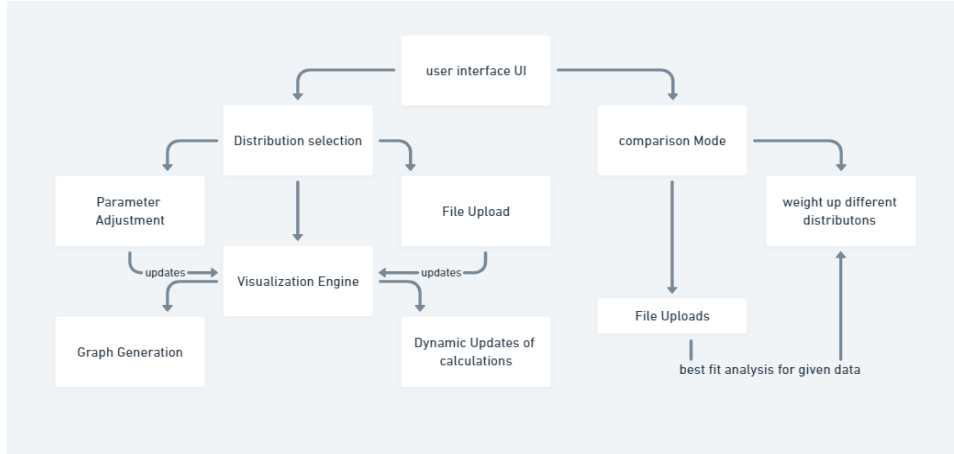 user interface UI
Distribution selection
comparison Mode
Parameter
Adjustment
File Upload
weight up different
distributons
updates
updates
Visualization Engine
File Uploads
Graph Generation
Dynamic Updates of
calculations
best fit analysis for given data